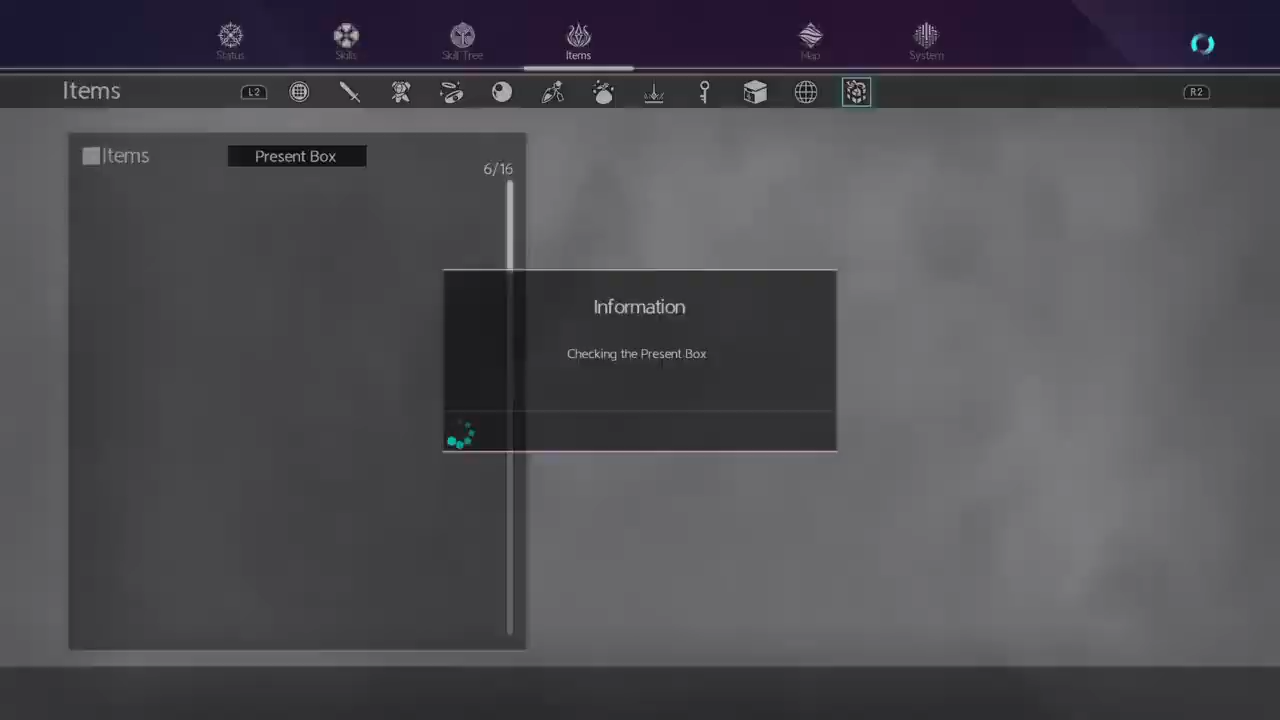 Status Skills Skill Tree Items Map System
Items L2 R2
Items Present Box
6/16
Information
Checking the Present Box